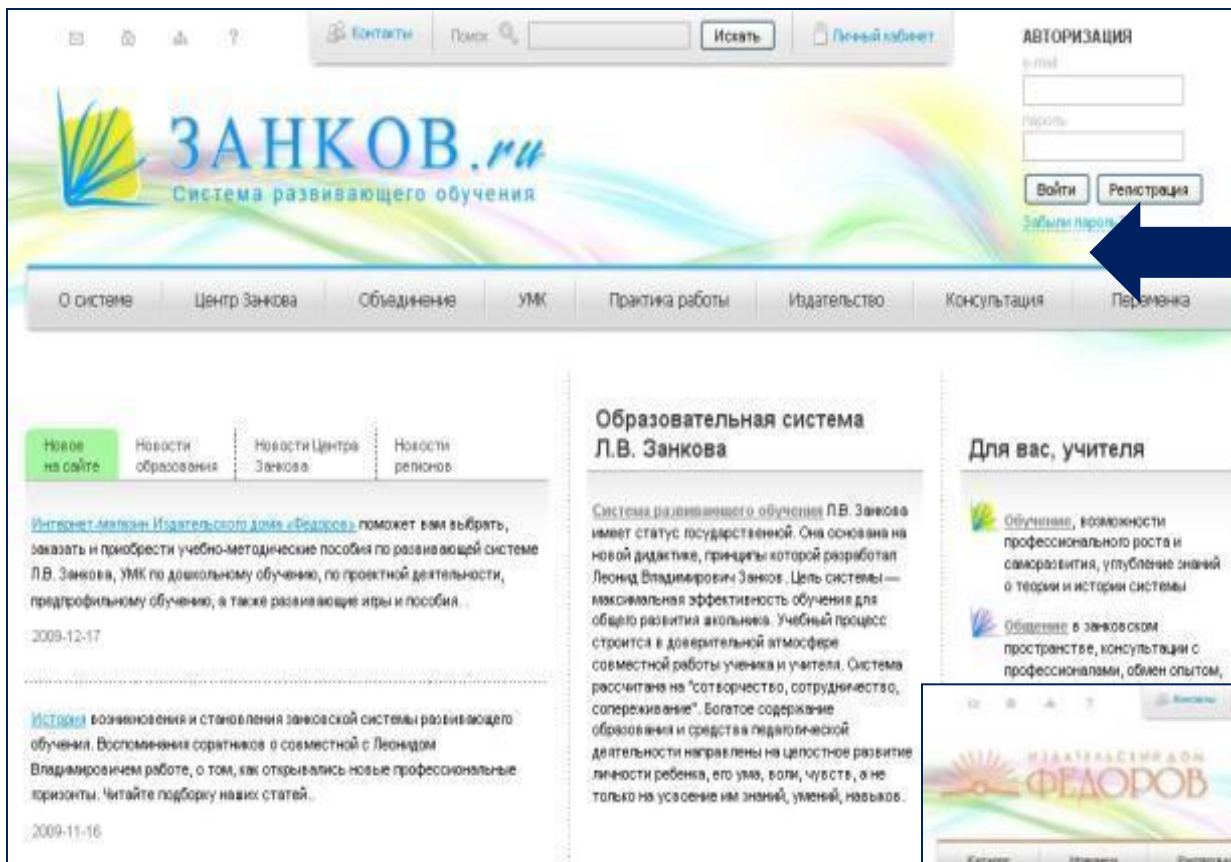 ?
Контакты
Поиск
Искать
Личный кабинет
АВТОРИЗАЦИЯ
e-mail
пароль
Войти
Регистрация
Забыли пароль
ЗАНКОВ.ru
Система развивающего обучения
О системе
Центр Занкова
Объединение
УМК
Практика работы
Издательство
Консультация
Переменка
Новое
на сайте
Новости
образования
Новости Центра
Занкова
Новости
регионов
Интернет-магазин Издательского дома «Федоров» поможет вам выбрать,
заказать и приобрести учебно-методические пособия по развивающей системе
Л.В. Занкова, УМК по дошкольному обучению, по проектной деятельности,
предпрофильному обучению, а также развивающие игры и пособия..
2009-12-17
История возникновения и становления занковской системы развивающего
обучения. Воспоминания соратников о совместной с Леонидом
Владимировичем работе, о том, как открывались новые профессиональные
горизонты. Читайте подборку наших статей..
2009-11-16
Образовательная система
Л.В. Занкова
Система развивающего обучения Л.В. Занкова
имеет статус государственной. Она основана на
новой дидактике, принципы которой разработал
Леонид Владимирович Занков. Цель системы —
максимальная эффективность обучения для
общего развития школьника. Учебный процесс
строится в доверительной атмосфере
совместной работы ученика и учителя. Система
рассчитана на "сотворчество, сотрудничество,
сопереживание". Богатое содержание
образования и средства педагогической
деятельности направлены на целостное развитие
личности ребенка, его ума, воли, чувств, а не
только на усвоение им знаний, умений, навыков.
Для вас, учителя
Обучение, возможности
профессионального роста и
саморазвития, углубление знаний
о теории и истории системы
Общение в занковском
пространстве, консультации с
профессионалами, обмен опытом,
?
Контакты
ИЗДАТЕЛЬСКИЙ ДОМ
ФЕДОРОВ
Каталог
Новинки